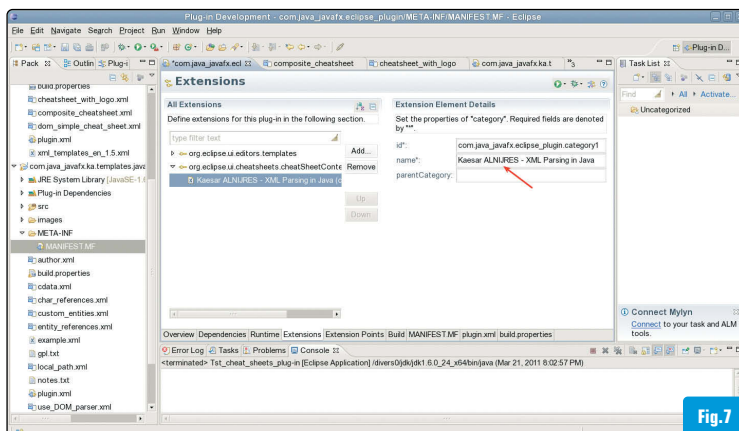 Plug-in Development - com.java_javafx.eclipse_plugin/META-INF/MANIFEST.MF - Eclipse
File Edit Navigate Search Project Run Window Help
Plug-in D...
Pack Outlin Plug-i
*com.java_javafx.ecl composite_cheatsheet cheatsheet_with_logo com.java_javafx.ka.t »3
Task List
build.properties
cheatsheet_with_logo.xml
composite_cheatsheet.xml
dom_simple_cheat_sheet.xml
plugin.xml
xml_templates_en_1.5.xml
com.java_javafx.ka.templates.java
JRE System Library [JavaSE-1.6
Plug-in Dependencies
src
images
META-INF
MANIFEST.MF
author.xml
build.properties
cdata.xml
char_references.xml
custom_entities.xml
entity_references.xml
example.xml
gpl.txt
local_path.xml
notes.txt
plugin.xml
use_DOM_parser.xml
Extensions
All Extensions
Define extensions for this plug-in in the following section.
type filter text
org.eclipse.ui.editors.templates
org.eclipse.ui.cheatsheets.cheatSheetConte
Kaesar ALNIJRES - XML Parsing in Java (c
Add...
Remove
Up
Down
Extension Element Details
Set the properties of "category". Required fields are denoted
by "*".
id*: com.java_javafx.eclipse_plugin.category1
name*: Kaesar ALNIJRES - XML Parsing in Java
parentCategory:
Overview Dependencies Runtime Extensions Extension Points Build MANIFEST.MF plugin.xml build.properties
Error Log Tasks Problems Console
<terminated> Tst_cheat_sheets_plug-in [Eclipse Application] /divers0/jdk/jdk1.6.0_24_x64/bin/java (Mar 21, 2011 8:02:57 PM)
Find All Activate...
Uncategorized
Connect Mylyn
Connect to your task and ALM
tools.
Fig.7